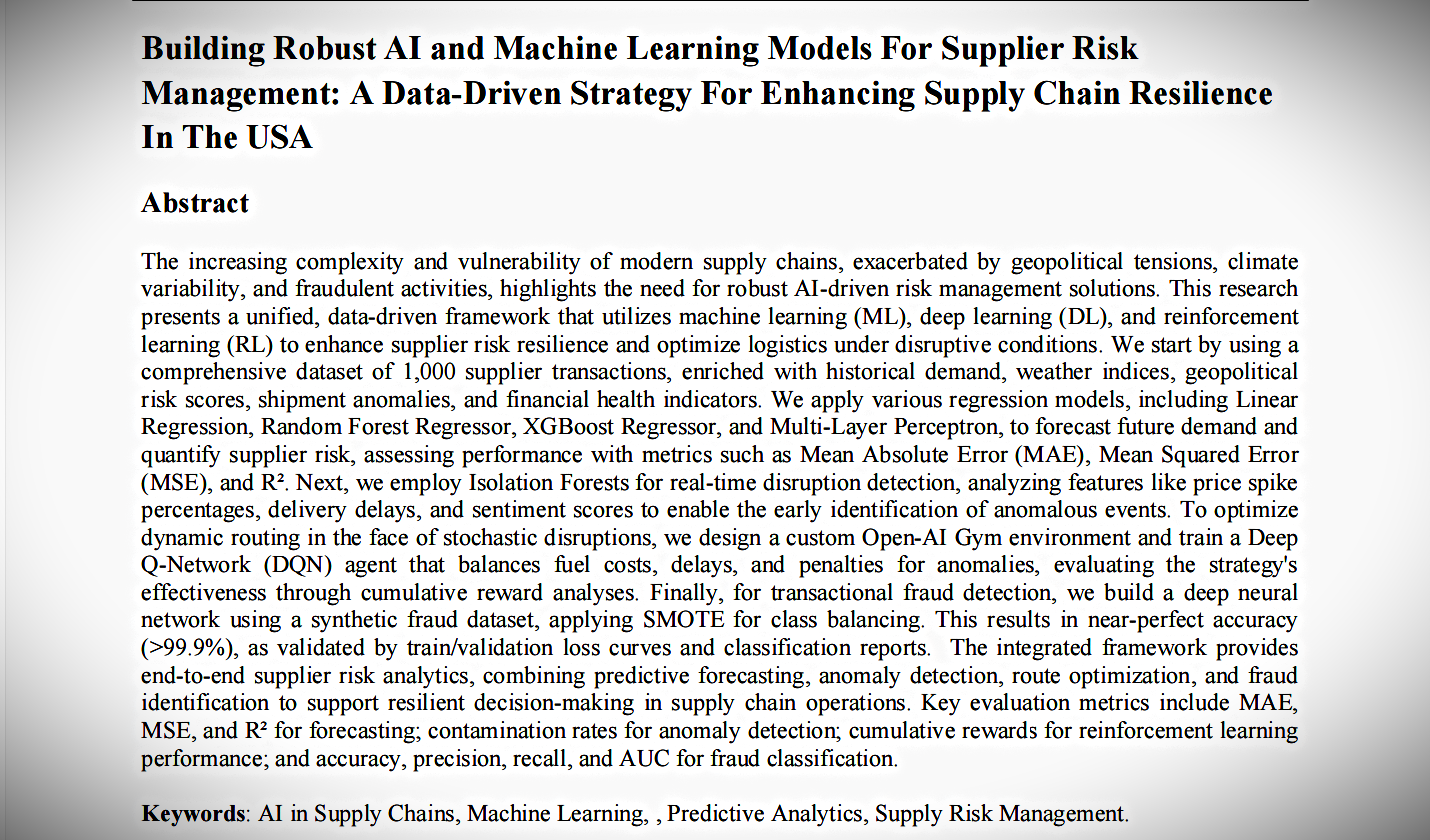 Building Robust AI and Machine Learning Models For Supplier Risk
Management: A Data-Driven Strategy For Enhancing Supply Chain Resilience
In The USA
Abstract
The increasing complexity and vulnerability of modern supply chains, exacerbated by geopolitical tensions, climate
variability, and fraudulent activities, highlights the need for robust AI-driven risk management solutions. This research
presents a unified, data-driven framework that utilizes machine learning (ML), deep learning (DL), and reinforcement
learning (RL) to enhance supplier risk resilience and optimize logistics under disruptive conditions. We start by using a
comprehensive dataset of 1,000 supplier transactions, enriched with historical demand, weather indices, geopolitical
risk scores, shipment anomalies, and financial health indicators. We apply various regression models, including Linear
Regression, Random Forest Regressor, XGBoost Regressor, and Multi-Layer Perceptron, to forecast future demand and
quantify supplier risk, assessing performance with metrics such as Mean Absolute Error (MAE), Mean Squared Error
(MSE), and R². Next, we employ Isolation Forests for real-time disruption detection, analyzing features like price spike
percentages, delivery delays, and sentiment scores to enable the early identification of anomalous events. To optimize
dynamic routing in the face of stochastic disruptions, we design a custom Open-AI Gym environment and train a Deep
Q-Network (DQN) agent that balances fuel costs, delays, and penalties for anomalies, evaluating the strategy's
effectiveness through cumulative reward analyses. Finally, for transactional fraud detection, we build a deep neural
network using a synthetic fraud dataset, applying SMOTE for class balancing. This results in near-perfect accuracy
(>99.9%), as validated by train/validation loss curves and classification reports.  The integrated framework provides
end-to-end supplier risk analytics, combining predictive forecasting, anomaly detection, route optimization, and fraud
identification to support resilient decision-making in supply chain operations. Key evaluation metrics include MAE,
MSE, and R² for forecasting; contamination rates for anomaly detection; cumulative rewards for reinforcement learning
performance; and accuracy, precision, recall, and AUC for fraud classification.
Keywords: AI in Supply Chains, Machine Learning, , Predictive Analytics, Supply Risk Management.